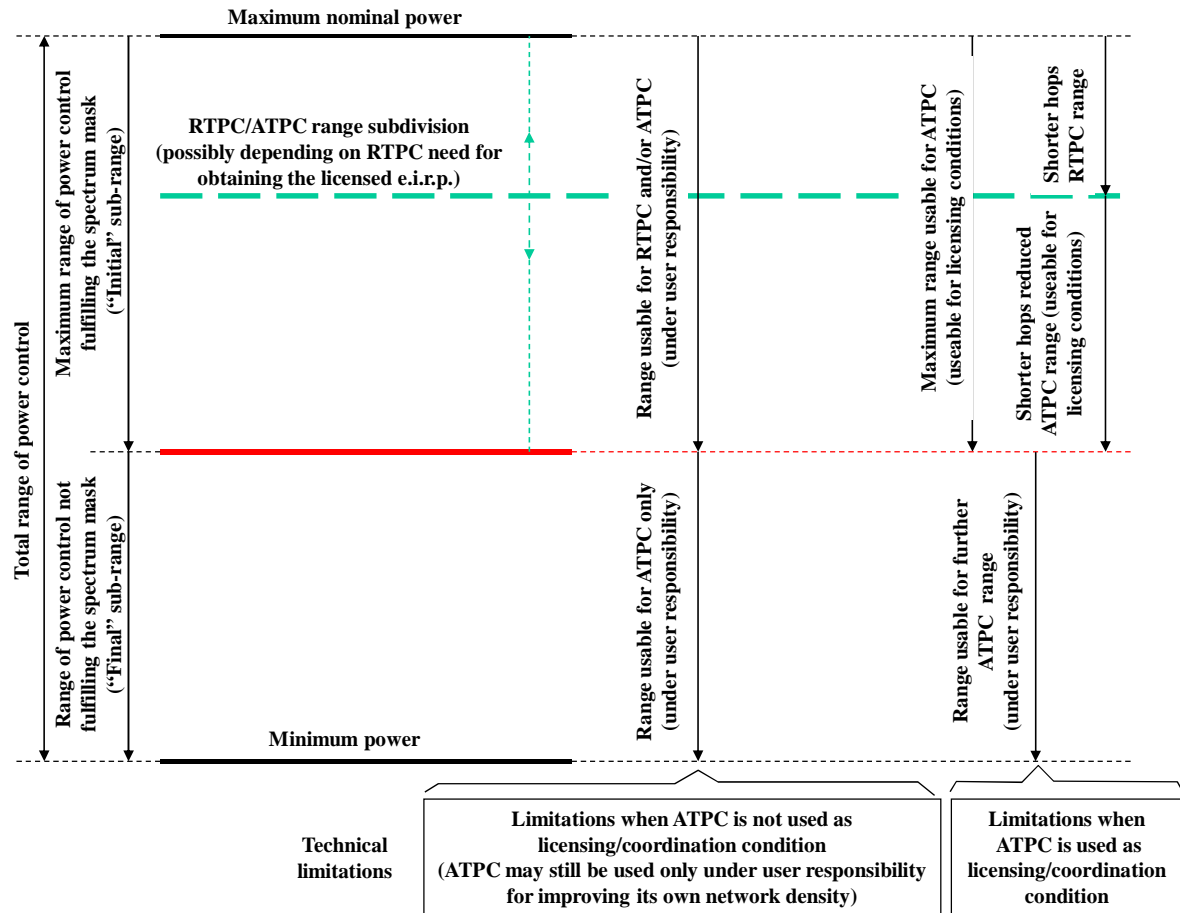 Maximum nominal power
Total range of power control
Maximum range of power control
fulfilling the spectrum mask
(“Initial” sub-range)
RTPC/ATPC range subdivision
(possibly depending on RTPC need for
obtaining the licensed e.i.r.p.)
Range usable for RTPC and/or ATPC
(under user responsibility)
Maximum range usable for ATPC
(useable for licensing conditions)
Shorter hops
RTPC range
Shorter hops reduced
ATPC range (useable for
licensing conditions)
Range of power control not
fulfilling the spectrum mask
(“Final” sub-range)
Range usable for ATPC only
(under user responsibility)
Range usable for further
ATPC range
(under user responsibility)
Minimum power
Technical
limitations
Limitations when ATPC is not used as
licensing/coordination condition
(ATPC may still be used only under user responsibility
for improving its own network density)
Limitations when
ATPC is used as
licensing/coordination
condition